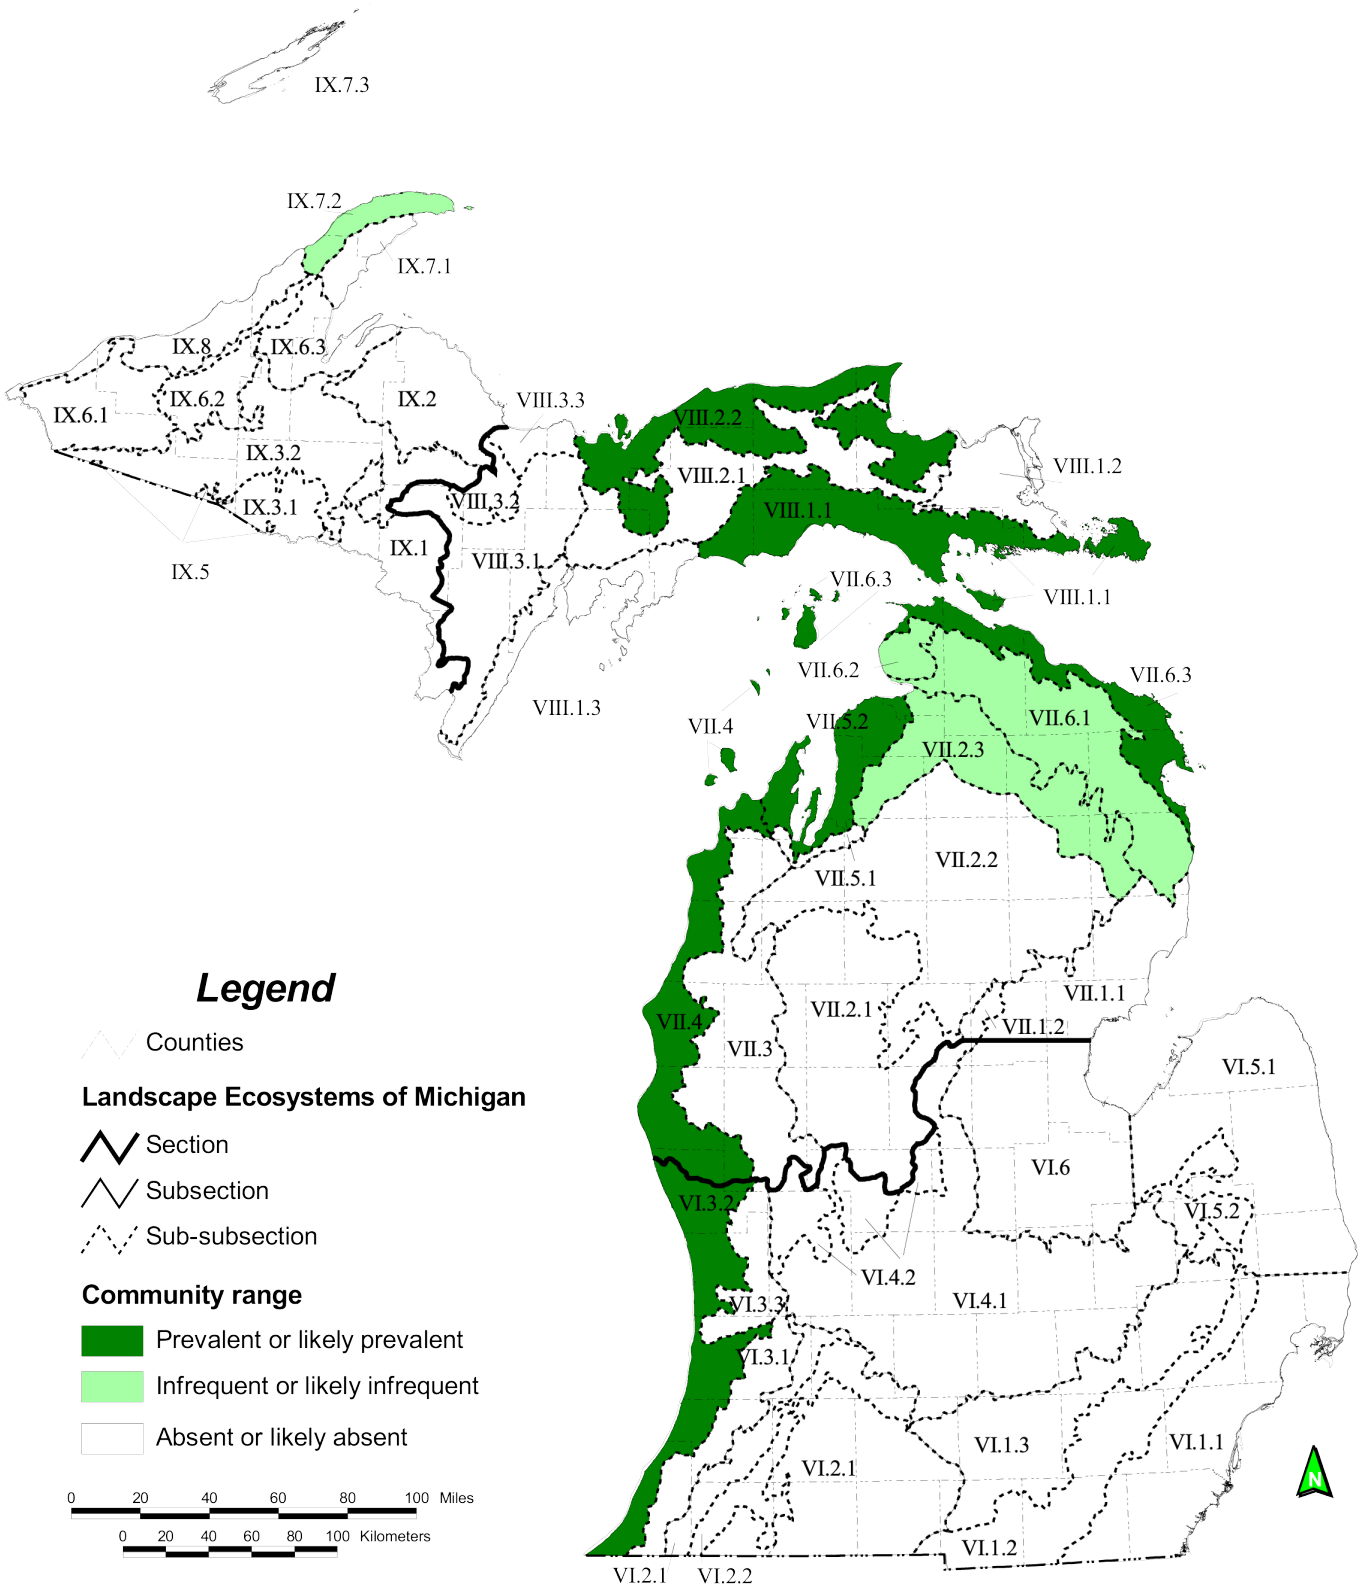 IX.7.3
IX.7.2
IX.7.1
IX.8
IX.6.3
IX.6.1
IX.6.2
IX.2
VIII.3.3
VIII.2.2
IX.3.2
VIII.2.1
VIII.1.2
IX.3.1
VIII.3.2
VIII.1.1
IX.1
VIII.3.1
IX.5
VII.6.3
VIII.1.1
VII.6.2
VII.6.3
VIII.1.3
VII.4
VII.5.2
VII.6.1
VII.2.3
VII.2.2
VII.5.1
VII.1.1
VII.2.1
VII.4
VII.1.2
VII.3
VI.5.1
VI.6
VI.3.2
VI.5.2
VI.4.2
VI.3.3
VI.4.1
VI.3.1
VI.1.3
VI.1.1
VI.2.1
VI.1.2
VI.2.1
VI.2.2
N
Legend
Counties
Landscape Ecosystems of Michigan
Section
Subsection
Sub-subsection
Community range
Prevalent or likely prevalent
Infrequent or likely infrequent
Absent or likely absent
0 20 40 60 80 100 Miles
0 20 40 60 80 100 Kilometers